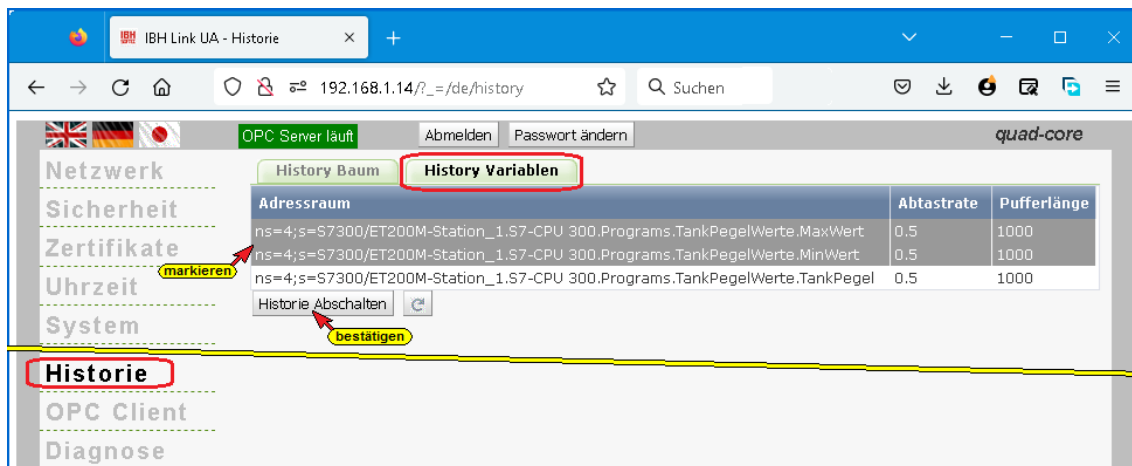 IBH Link UA - Historie
192.168.1.14/?_=/de/history
Suchen
OPC Server läuft
Abmelden
Passwort ändern
quad-core
Netzwerk
Sicherheit
Zertifikate
Uhrzeit
System
Historie
OPC Client
Diagnose
History Baum
History Variablen
Adressraum Abtastrate Pufferlänge
ns=4;s=S7300/ET200M-Station_1.S7-CPU 300.Programs.TankPegelWerte.MaxWert 0.5 1000
ns=4;s=S7300/ET200M-Station_1.S7-CPU 300.Programs.TankPegelWerte.MinWert 0.5 1000
ns=4;s=S7300/ET200M-Station_1.S7-CPU 300.Programs.TankPegelWerte.TankPegel 0.5 1000
markieren
Historie Abschalten
bestätigen